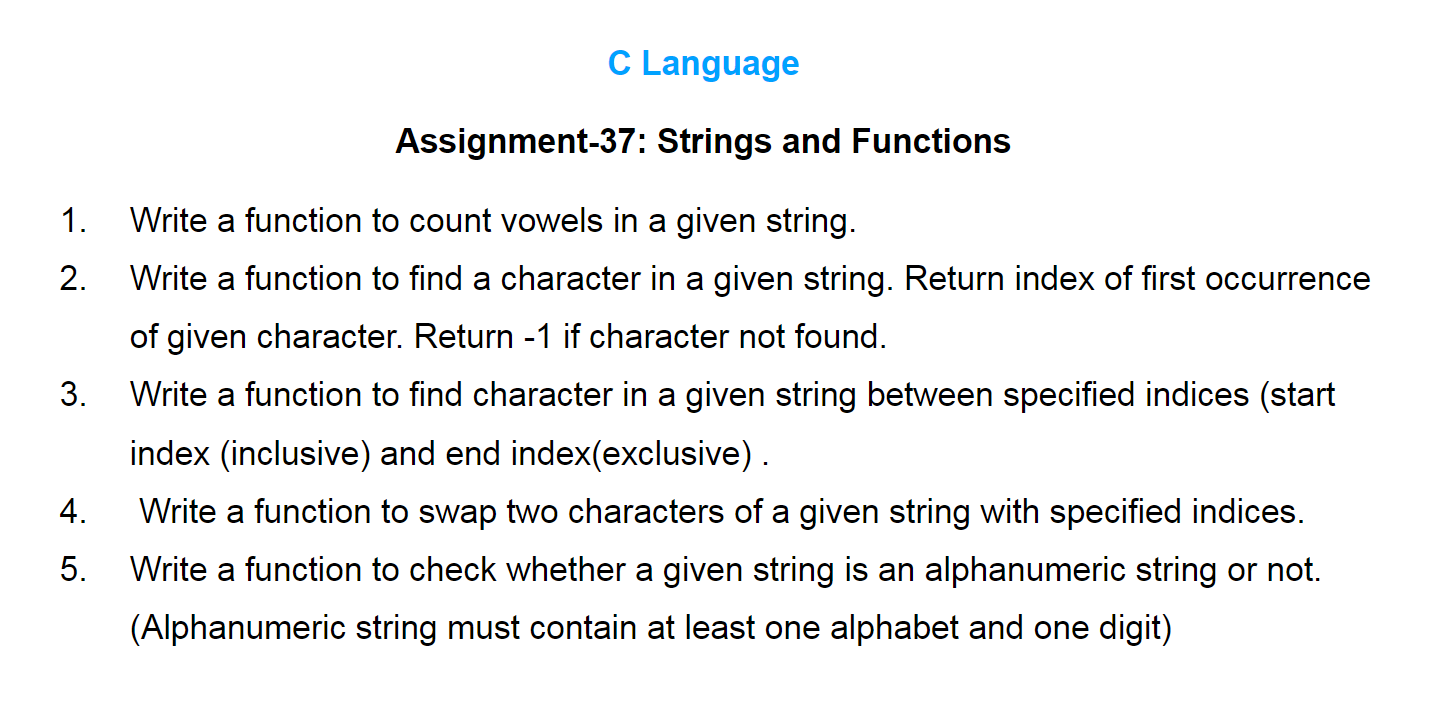 C Language
Assignment-37: Strings and Functions
1. Write a function to count vowels in a given string.
2. Write a function to find a character in a given string. Return index of first occurrence
of given character. Return -1 if character not found.
3. Write a function to find character in a given string between specified indices (start
index (inclusive) and end index(exclusive) .
4. Write a function to swap two characters of a given string with specified indices.
5. Write a function to check whether a given string is an alphanumeric string or not.
(Alphanumeric string must contain at least one alphabet and one digit)